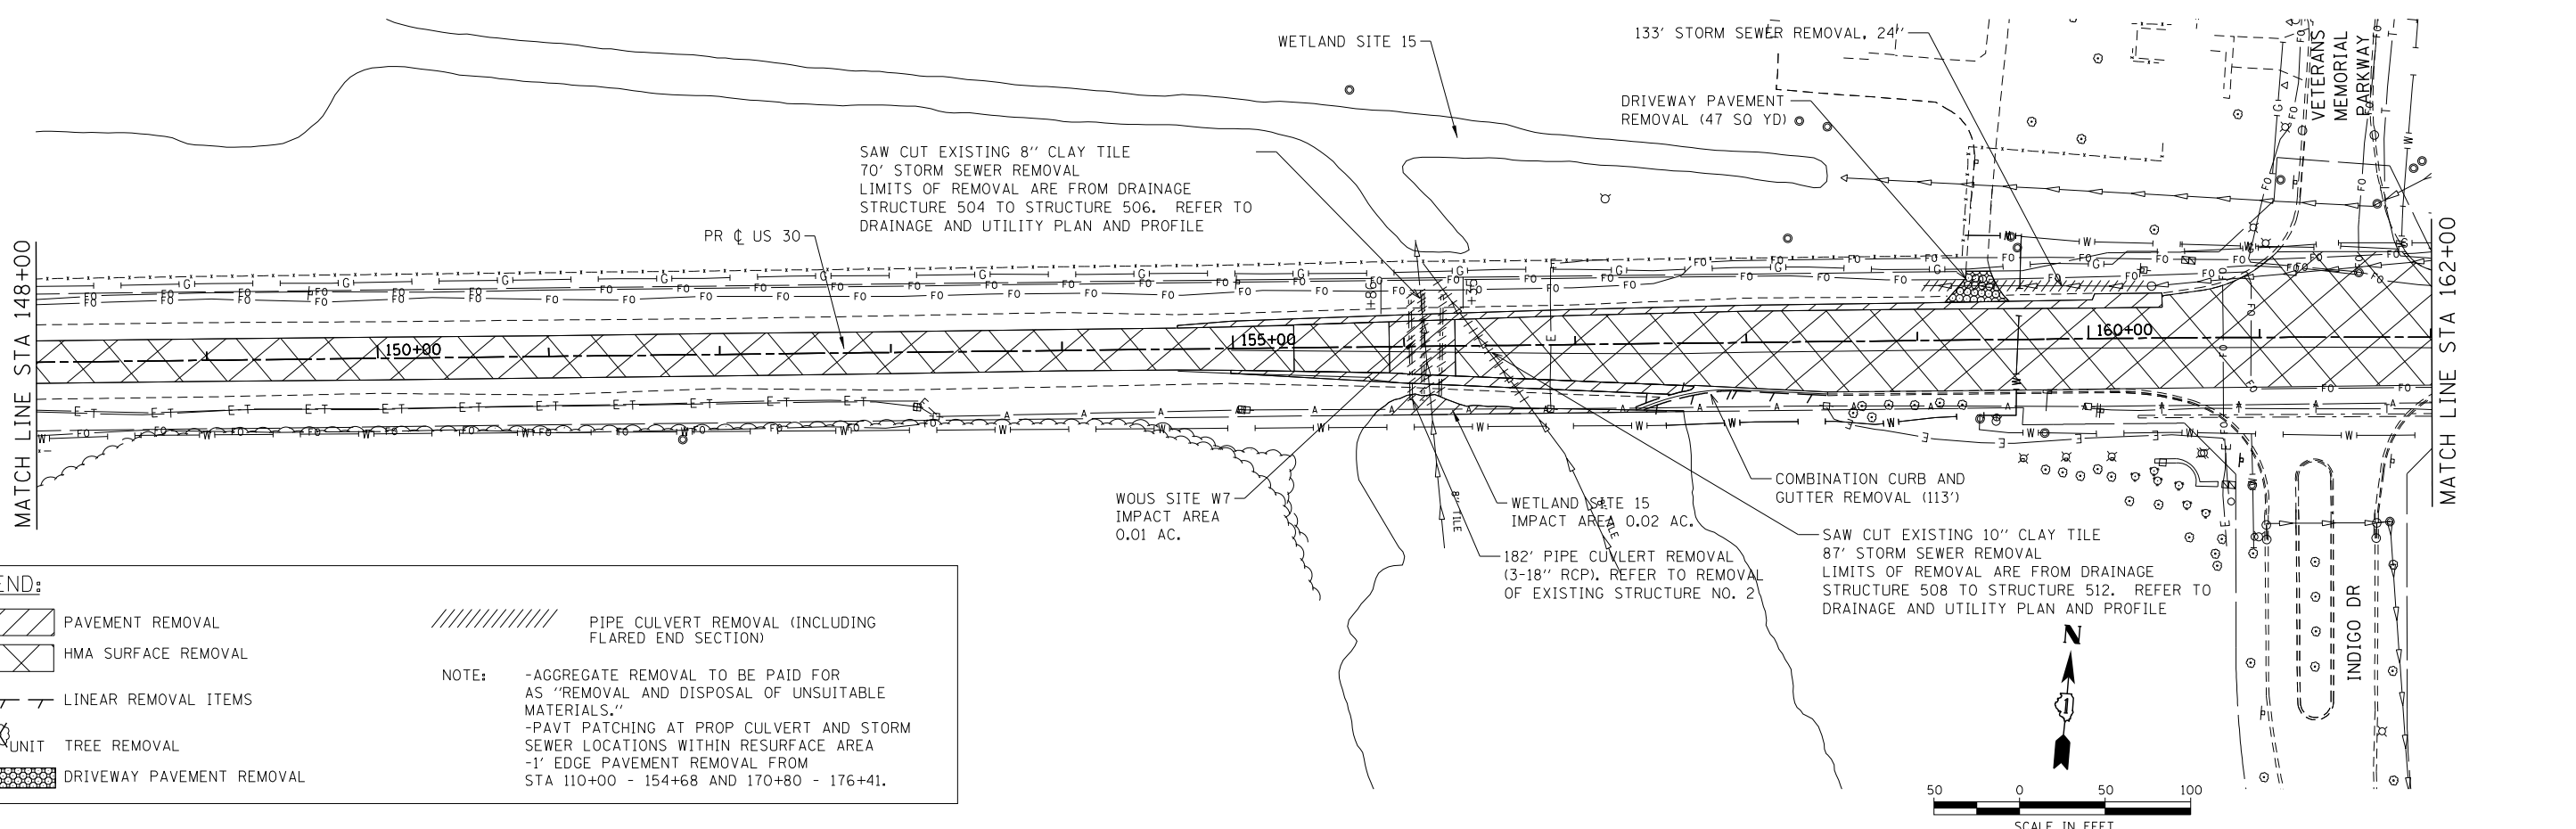 WETLAND SITE 15
133' STORM SEWER REMOVAL, 24"
VETERANS
MEMORIAL
PARKWAY
DRIVEWAY PAVEMENT
REMOVAL (47 SQ YD)
SAW CUT EXISTING 8" CLAY TILE
70' STORM SEWER REMOVAL
LIMITS OF REMOVAL ARE FROM DRAINAGE
STRUCTURE 504 TO STRUCTURE 506. REFER TO
DRAINAGE AND UTILITY PLAN AND PROFILE
PR ℄ US 30
MATCH LINE STA 148+00
MATCH LINE STA 162+00
150+00
155+00
160+00
+86
WOUS SITE W7
IMPACT AREA
0.01 AC.
8" TILE
WETLAND SITE 15
IMPACT AREA 0.02 AC.
182' PIPE CUVLERT REMOVAL
(3-18" RCP). REFER TO REMOVAL
OF EXISTING STRUCTURE NO. 2
COMBINATION CURB AND
GUTTER REMOVAL (113')
SAW CUT EXISTING 10" CLAY TILE
87' STORM SEWER REMOVAL
LIMITS OF REMOVAL ARE FROM DRAINAGE
STRUCTURE 508 TO STRUCTURE 512. REFER TO
DRAINAGE AND UTILITY PLAN AND PROFILE
INDIGO DR
END:
PAVEMENT REMOVAL
HMA SURFACE REMOVAL
LINEAR REMOVAL ITEMS
UNIT TREE REMOVAL
DRIVEWAY PAVEMENT REMOVAL
PIPE CULVERT REMOVAL (INCLUDING
FLARED END SECTION)
NOTE: -AGGREGATE REMOVAL TO BE PAID FOR
AS "REMOVAL AND DISPOSAL OF UNSUITABLE
MATERIALS."
-PAVT PATCHING AT PROP CULVERT AND STORM
SEWER LOCATIONS WITHIN RESURFACE AREA
-1' EDGE PAVEMENT REMOVAL FROM
STA 110+00 - 154+68 AND 170+80 - 176+41.
N
1
50 0 50 100
SCALE IN FEET